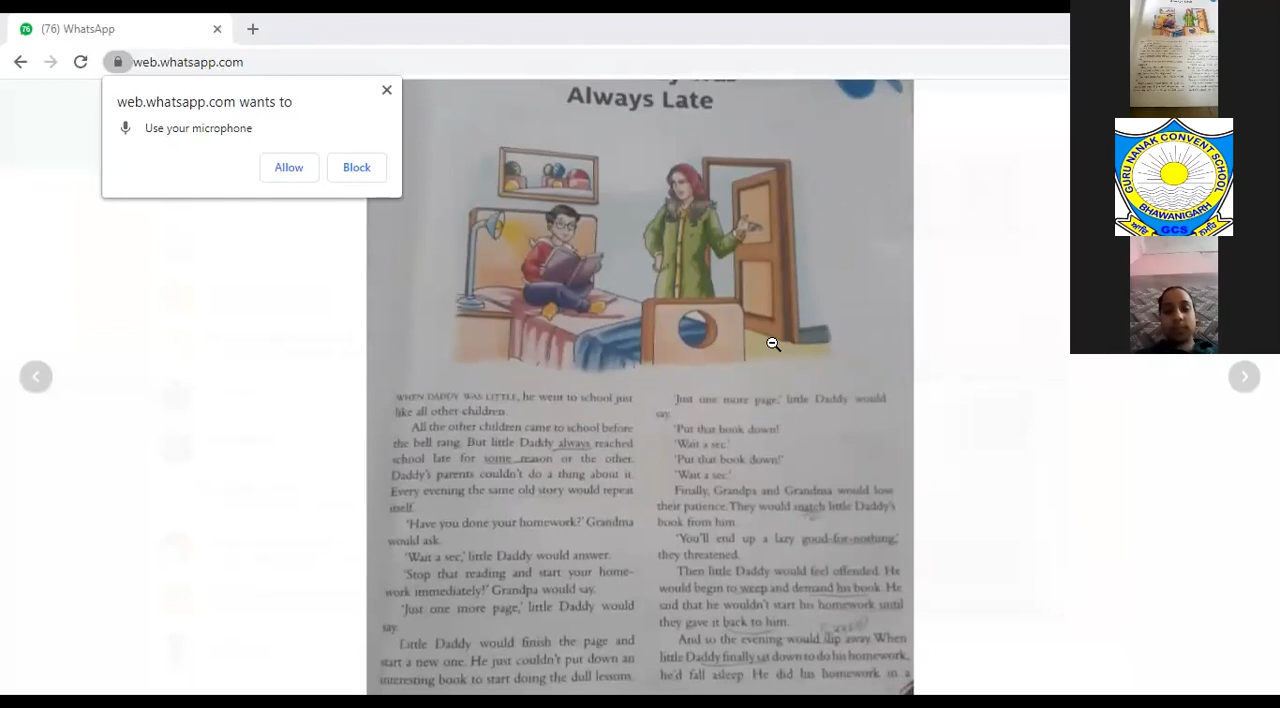 (76) WhatsApp
web.whatsapp.com
web.whatsapp.com wants to
Use your microphone
Allow
Block
Always Late
WHEN DADDY WAS LITTLE, he went to school just
like all other children.
All the other children came to school before
the bell rang. But little Daddy always reached
school late for some reason or the other.
Daddy's parents couldn't do a thing about it.
Every evening the same old story would repeat
itself.
'Have you done your homework?' Grandma
would ask.
'Wait a sec,' little Daddy would answer.
'Stop that reading and start your home-
work immediately!' Grandpa would say.
'Just one more page,' little Daddy would
say.
Little Daddy would finish the page and
start a new one. He just couldn't put down an
interesting book to start doing the dull lessons.
'Just one more page,' little Daddy would
say.
'Put that book down!
'Wait a sec.'
'Put that book down!'
'Wait a sec.'
Finally, Grandpa and Grandma would lose
their patience. They would snatch little Daddy's
book from him.
'You'll end up a lazy good-for-nothing,'
they threatened.
Then little Daddy would feel offended. He
would begin to weep and demand his book. He
said that he wouldn't start his homework until
they gave it back to him.
And so the evening would slip away. When
little Daddy finally sat down to do his homework,
he'd fall asleep. He did his homework in a
GURU NANAK CONVENT SCHOOL
BHAWANIGARH
GCS